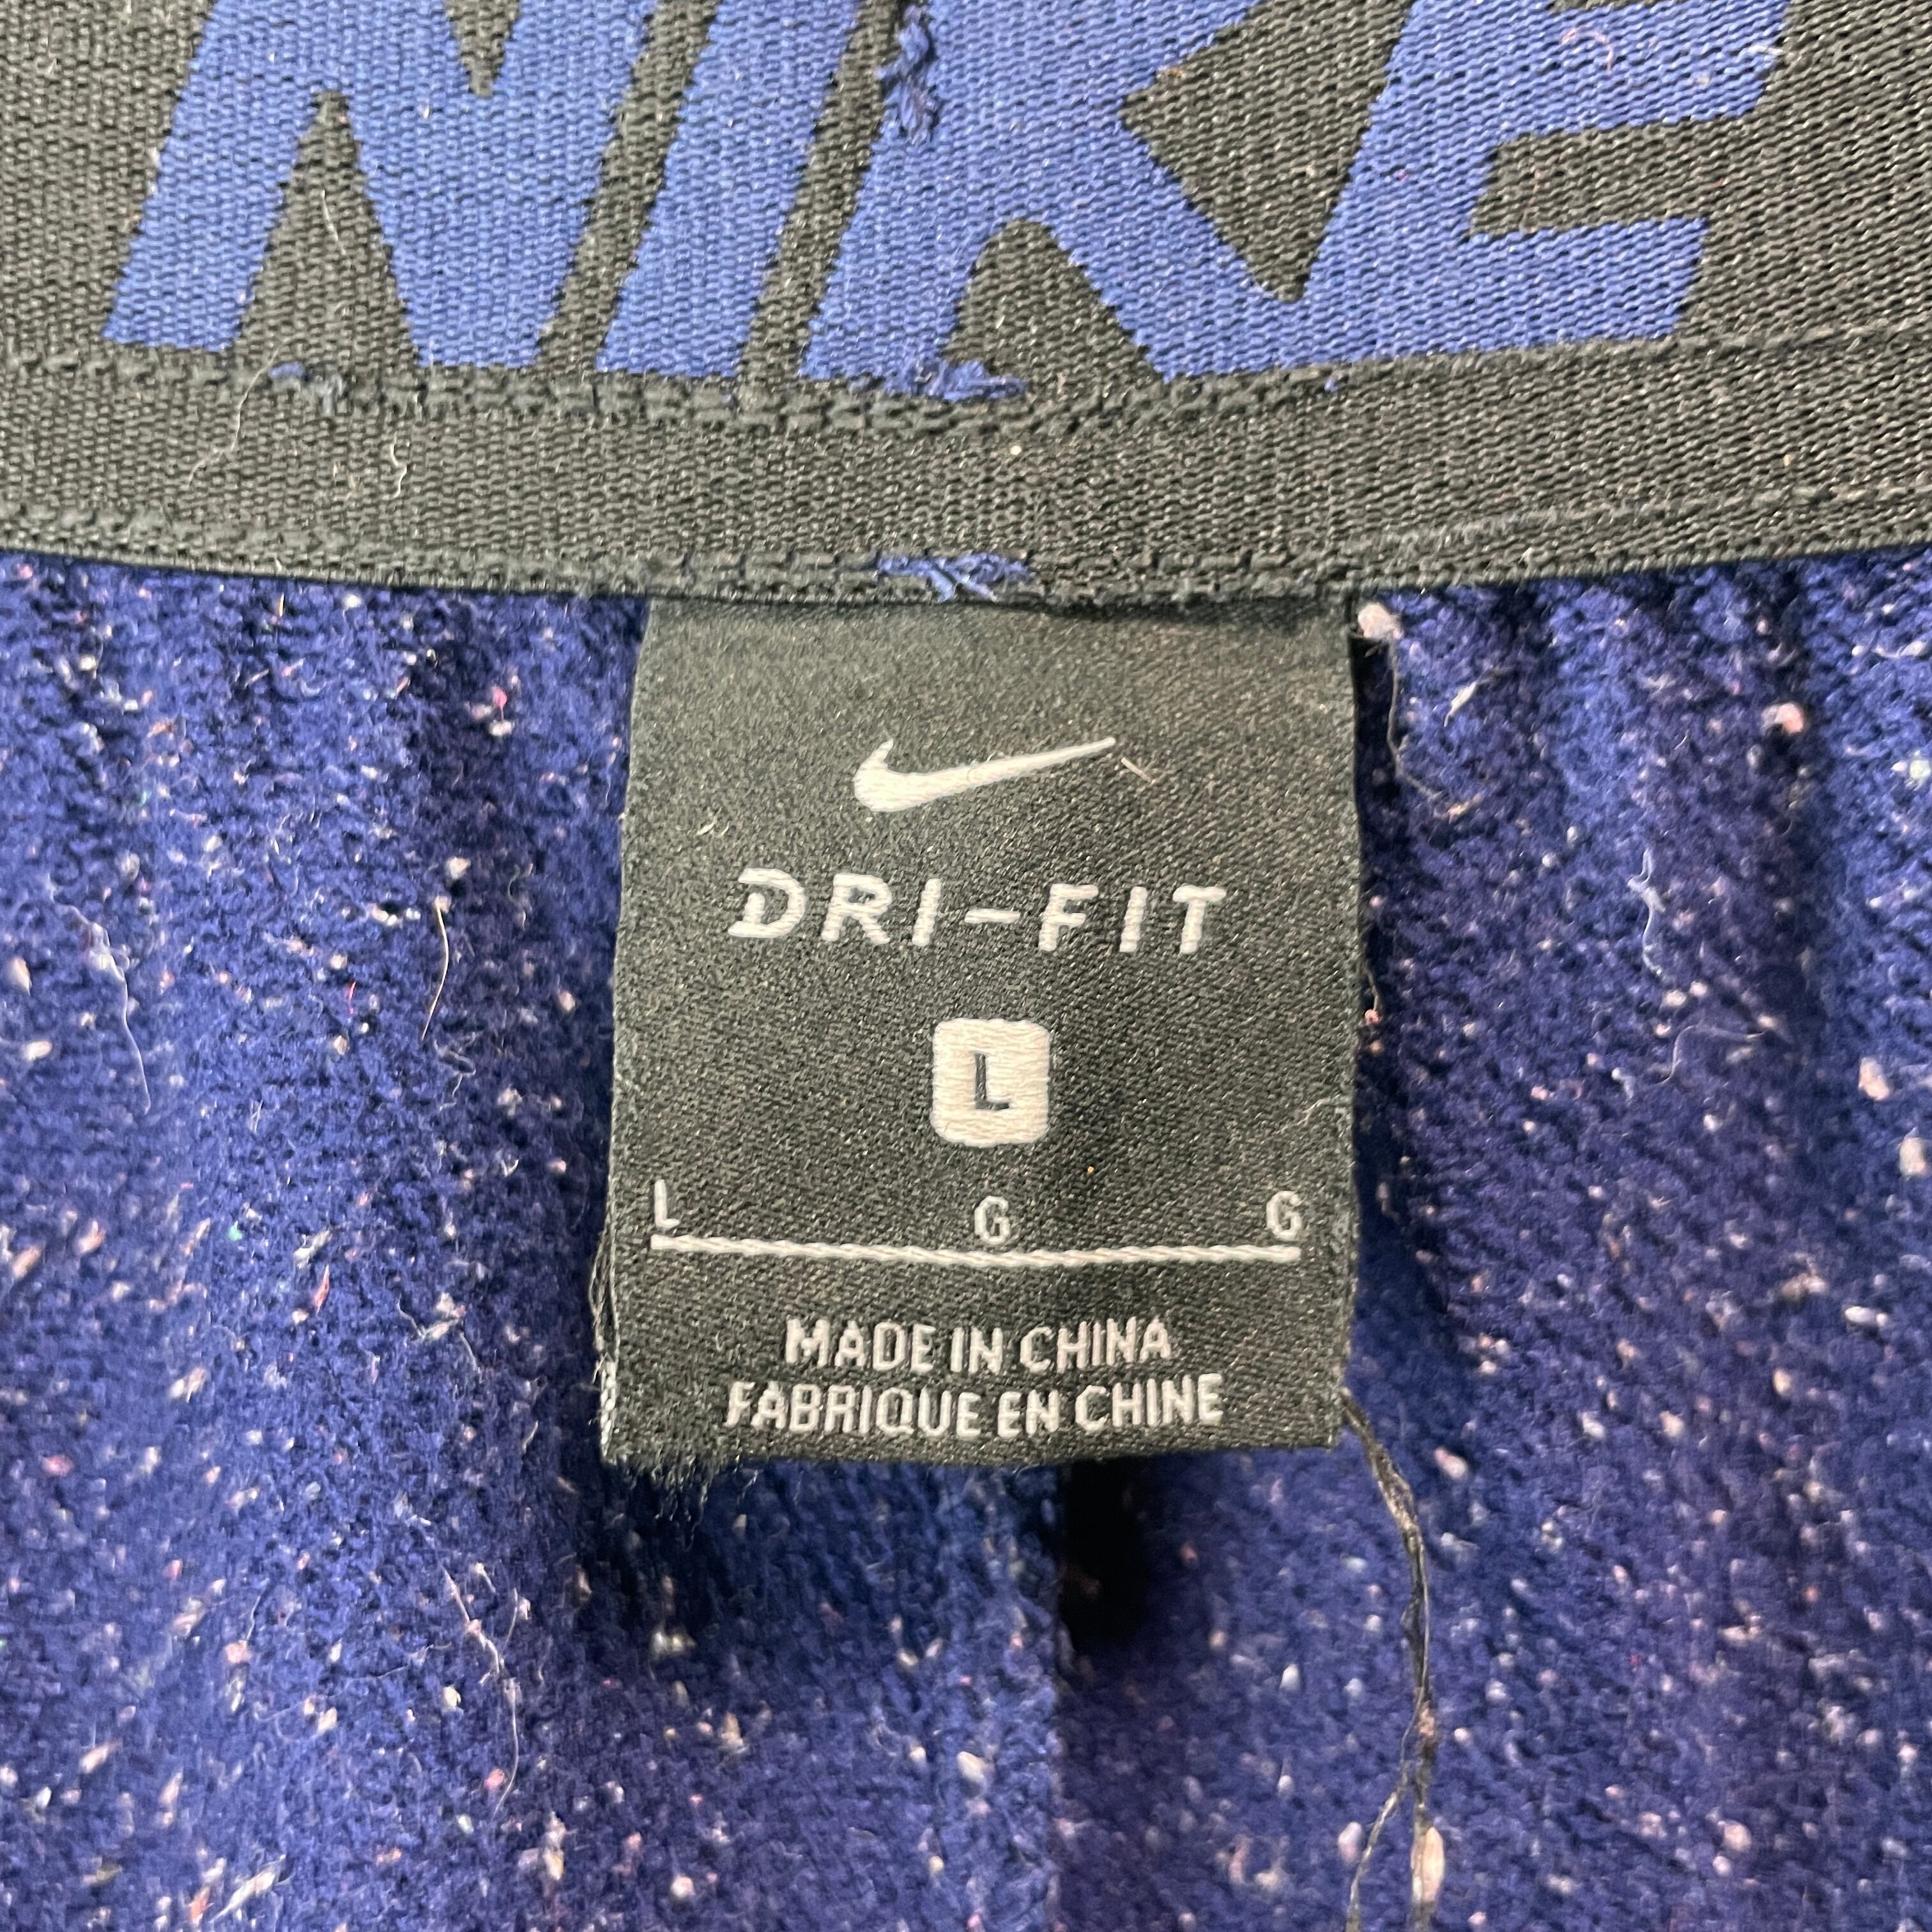 NIKE
DRI-FIT
L
L G G
MADE IN CHINA
FABRIQUE EN CHINE